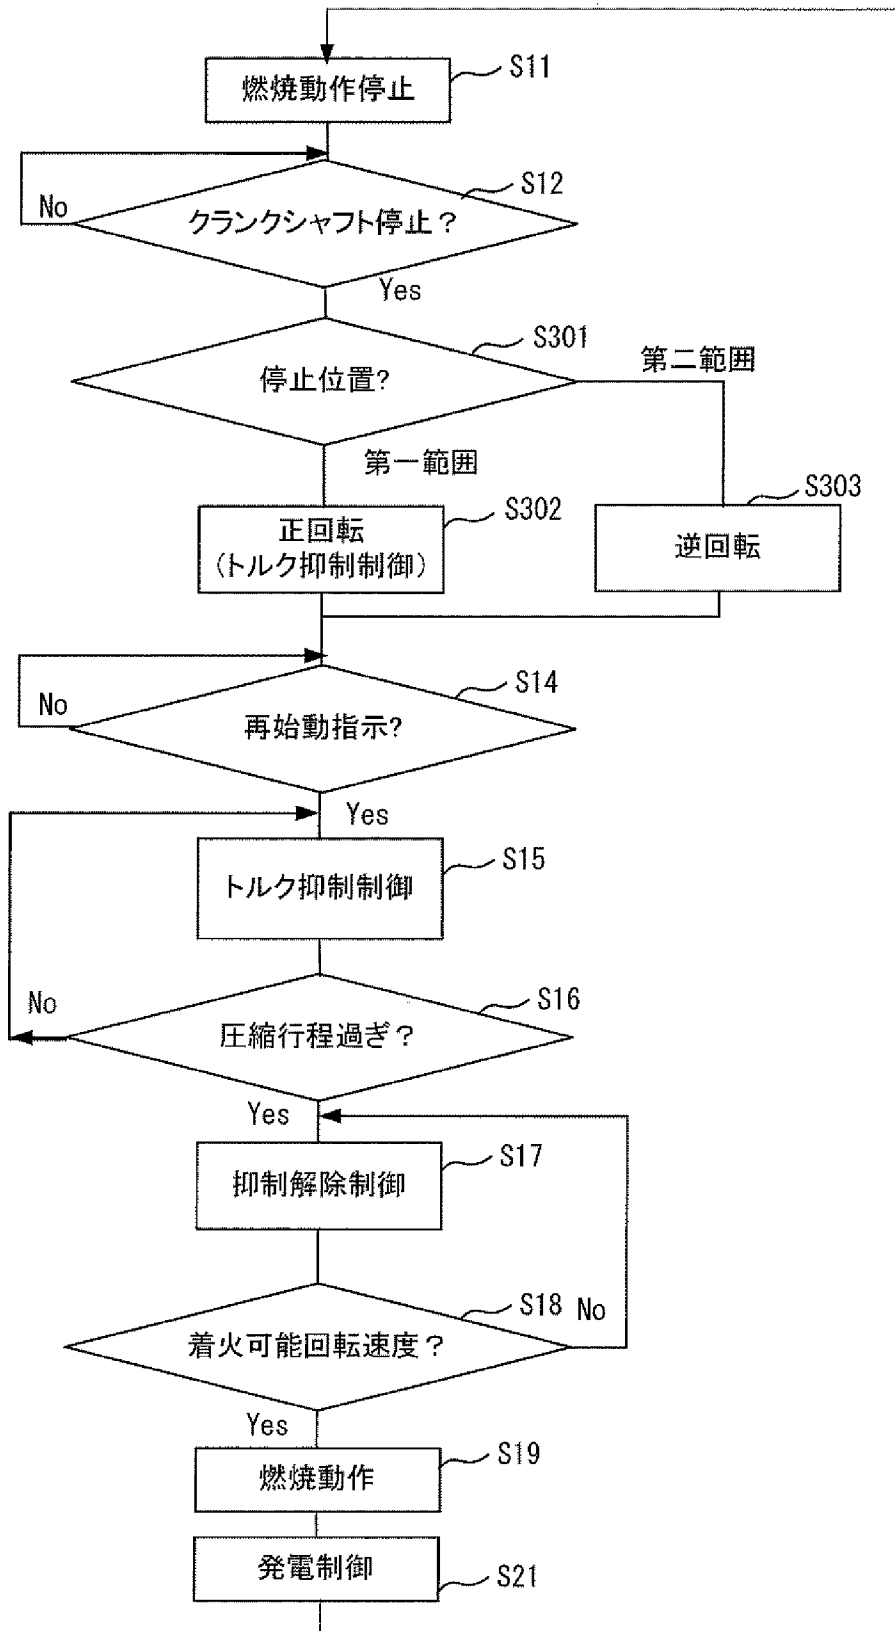 燃焼動作停止
S11
S12
No
クランクシャフト停止？
Yes
S301
第二範囲
停止位置?
第一範囲
S303
S302
正回転
（トルク抑制制御）
逆回転
S14
No
再始動指示?
Yes
S15
トルク抑制制御
S16
No
圧縮行程過ぎ？
Yes
S17
抑制解除制御
S18
No
着火可能回転速度？
Yes
S19
燃焼動作
発電制御
S21